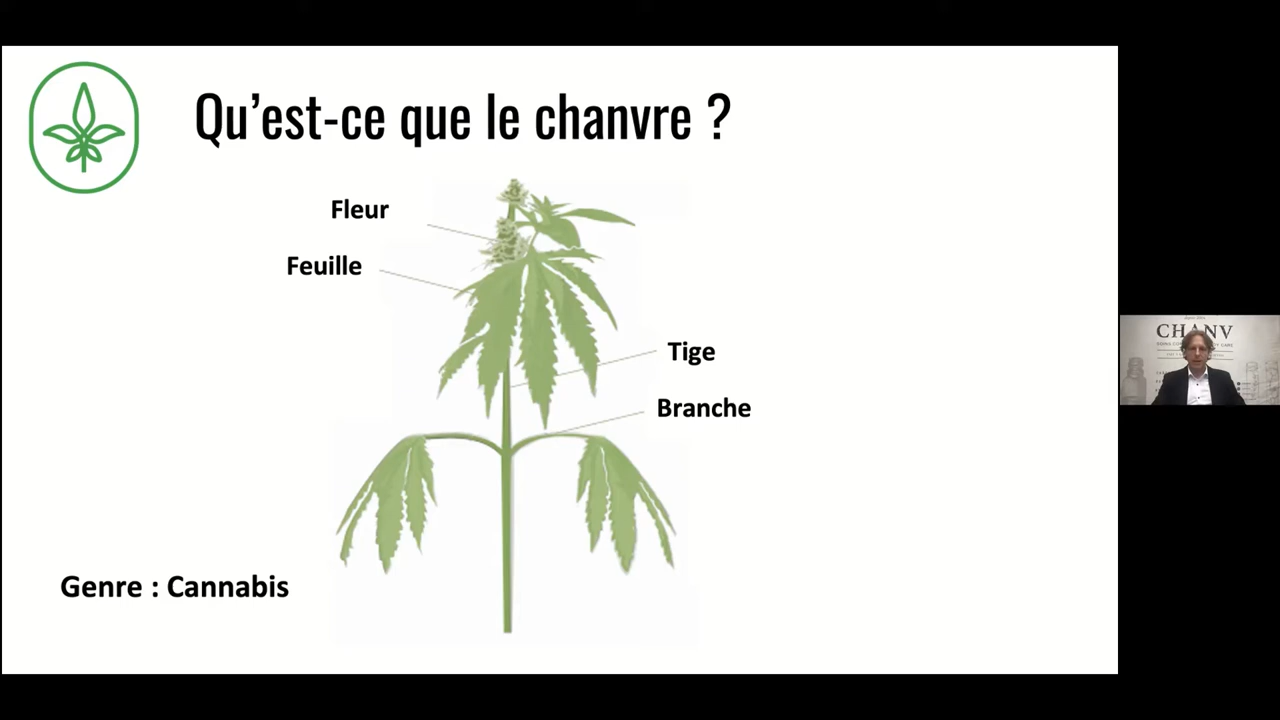 Qu’est-ce que le chanvre ?
Fleur
Feuille
Tige
Branche
Genre : Cannabis
CHANV